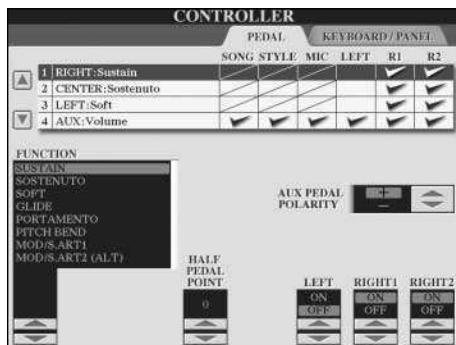 CONTROLLER
PEDAL KEYBOARD / PANEL
SONG STYLE MIC LEFT R1 R2
1 RIGHT:Sustain
2 CENTER:Sostenuto
3 LEFT:Soft
4 AUX:Volume
FUNCTION
SUSTAIN
SOSTENUTO
SOFT
GLIDE
PORTAMENTO
PITCH BEND
MOD/S.ART1
MOD/S.ART2 (ALT)
AUX PEDAL
POLARITY
+
−
HALF
PEDAL
POINT
0
LEFT RIGHT1 RIGHT2
ON ON ON
OFF OFF OFF